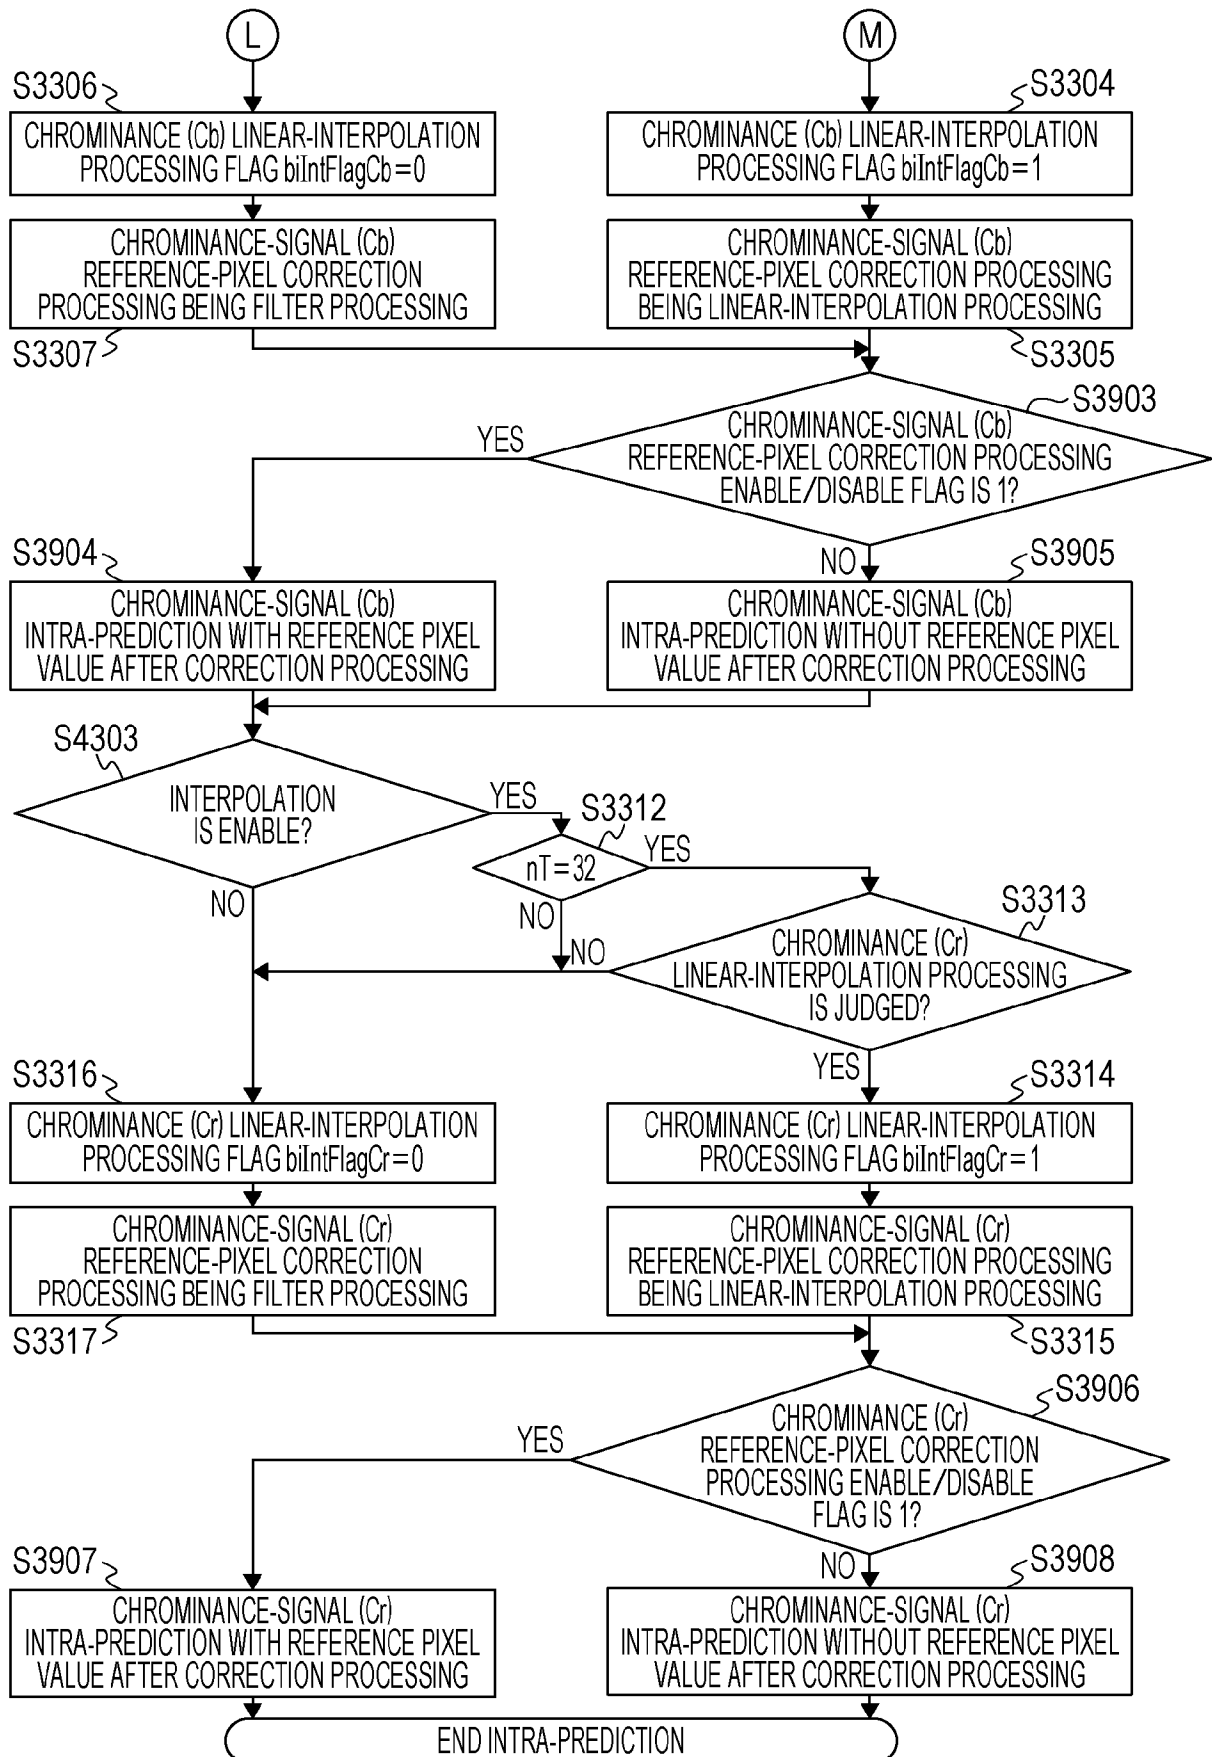 L
M
S3306
S3304
CHROMINANCE (Cb) LINEAR-INTERPOLATION
PROCESSING FLAG biIntFlagCb=0
CHROMINANCE (Cb) LINEAR-INTERPOLATION
PROCESSING FLAG biIntFlagCb=1
CHROMINANCE-SIGNAL (Cb)
REFERENCE-PIXEL CORRECTION
PROCESSING BEING FILTER PROCESSING
CHROMINANCE-SIGNAL (Cb)
REFERENCE-PIXEL CORRECTION PROCESSING
BEING LINEAR-INTERPOLATION PROCESSING
S3307
S3305
S3903
CHROMINANCE-SIGNAL (Cb)
REFERENCE-PIXEL CORRECTION PROCESSING
ENABLE/DISABLE FLAG IS 1?
YES
NO
S3904
S3905
CHROMINANCE-SIGNAL (Cb)
INTRA-PREDICTION WITH REFERENCE PIXEL
VALUE AFTER CORRECTION PROCESSING
CHROMINANCE-SIGNAL (Cb)
INTRA-PREDICTION WITHOUT REFERENCE PIXEL
VALUE AFTER CORRECTION PROCESSING
S4303
INTERPOLATION
IS ENABLE?
YES
NO
S3312
nT=32
YES
NO
S3313
CHROMINANCE (Cr)
LINEAR-INTERPOLATION PROCESSING
IS JUDGED?
NO
YES
S3316
S3314
CHROMINANCE (Cr) LINEAR-INTERPOLATION
PROCESSING FLAG biIntFlagCr=0
CHROMINANCE (Cr) LINEAR-INTERPOLATION
PROCESSING FLAG biIntFlagCr=1
CHROMINANCE-SIGNAL (Cr)
REFERENCE-PIXEL CORRECTION
PROCESSING BEING FILTER PROCESSING
CHROMINANCE-SIGNAL (Cr)
REFERENCE-PIXEL CORRECTION PROCESSING
BEING LINEAR-INTERPOLATION PROCESSING
S3317
S3315
S3906
CHROMINANCE (Cr)
REFERENCE-PIXEL CORRECTION
PROCESSING ENABLE/DISABLE
FLAG IS 1?
YES
NO
S3907
S3908
CHROMINANCE-SIGNAL (Cr)
INTRA-PREDICTION WITH REFERENCE PIXEL
VALUE AFTER CORRECTION PROCESSING
CHROMINANCE-SIGNAL (Cr)
INTRA-PREDICTION WITHOUT REFERENCE PIXEL
VALUE AFTER CORRECTION PROCESSING
END INTRA-PREDICTION